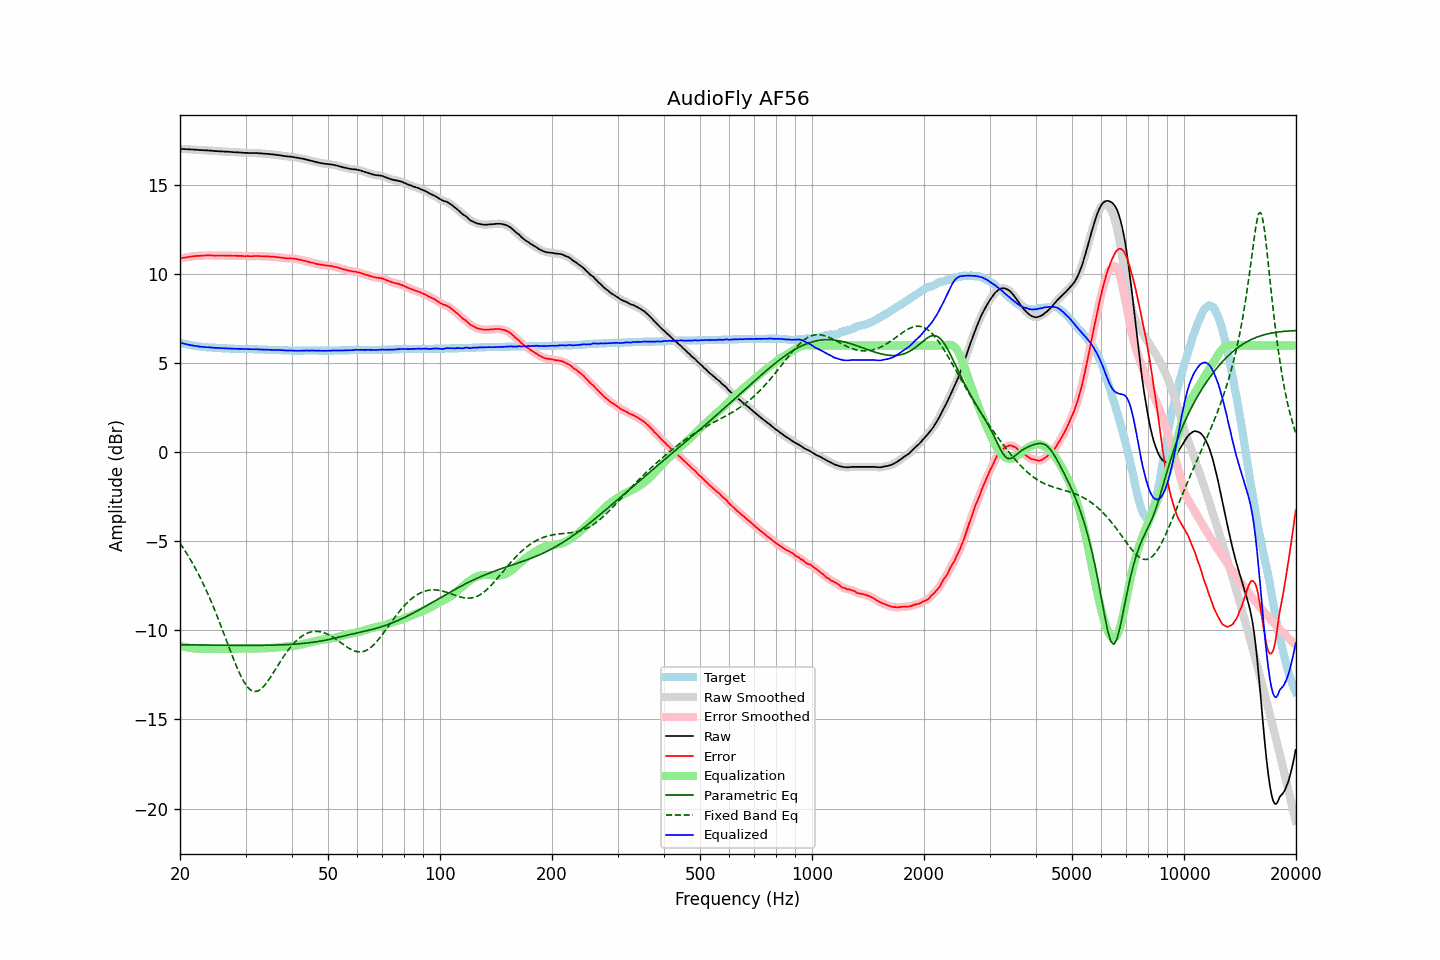 AudioFly AF56
Amplitude (dBr)
15
10
5
0
−5
−10
−15
−20
Target
Raw Smoothed
Error Smoothed
Raw
Error
Equalization
Parametric Eq
Fixed Band Eq
Equalized
20 50 100 200 500 1000 2000 5000 10000 20000
Frequency (Hz)